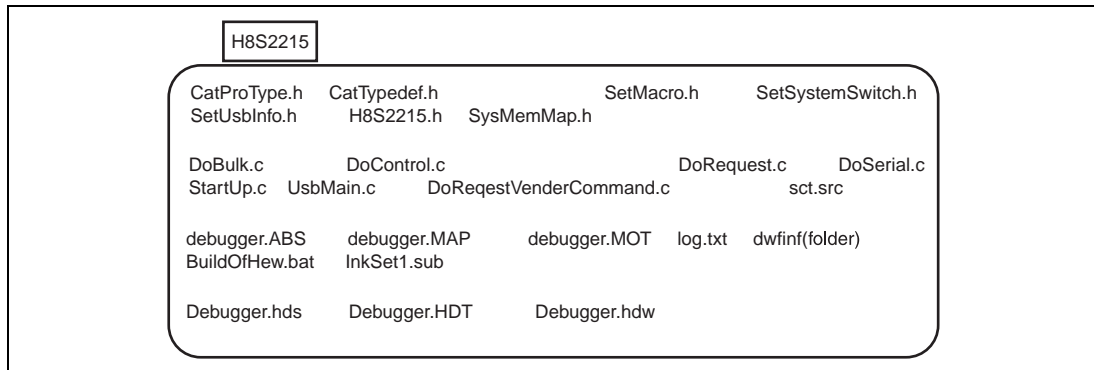 H8S2215
CatProType.h CatTypedef.h SetMacro.h SetSystemSwitch.h
SetUsbInfo.h H8S2215.h SysMemMap.h
DoBulk.c DoControl.c DoRequest.c DoSerial.c
StartUp.c UsbMain.c DoReqestVenderCommand.c sct.src
debugger.ABS debugger.MAP debugger.MOT log.txt dwfinf(folder)
BuildOfHew.bat InkSet1.sub
Debugger.hds Debugger.HDT Debugger.hdw